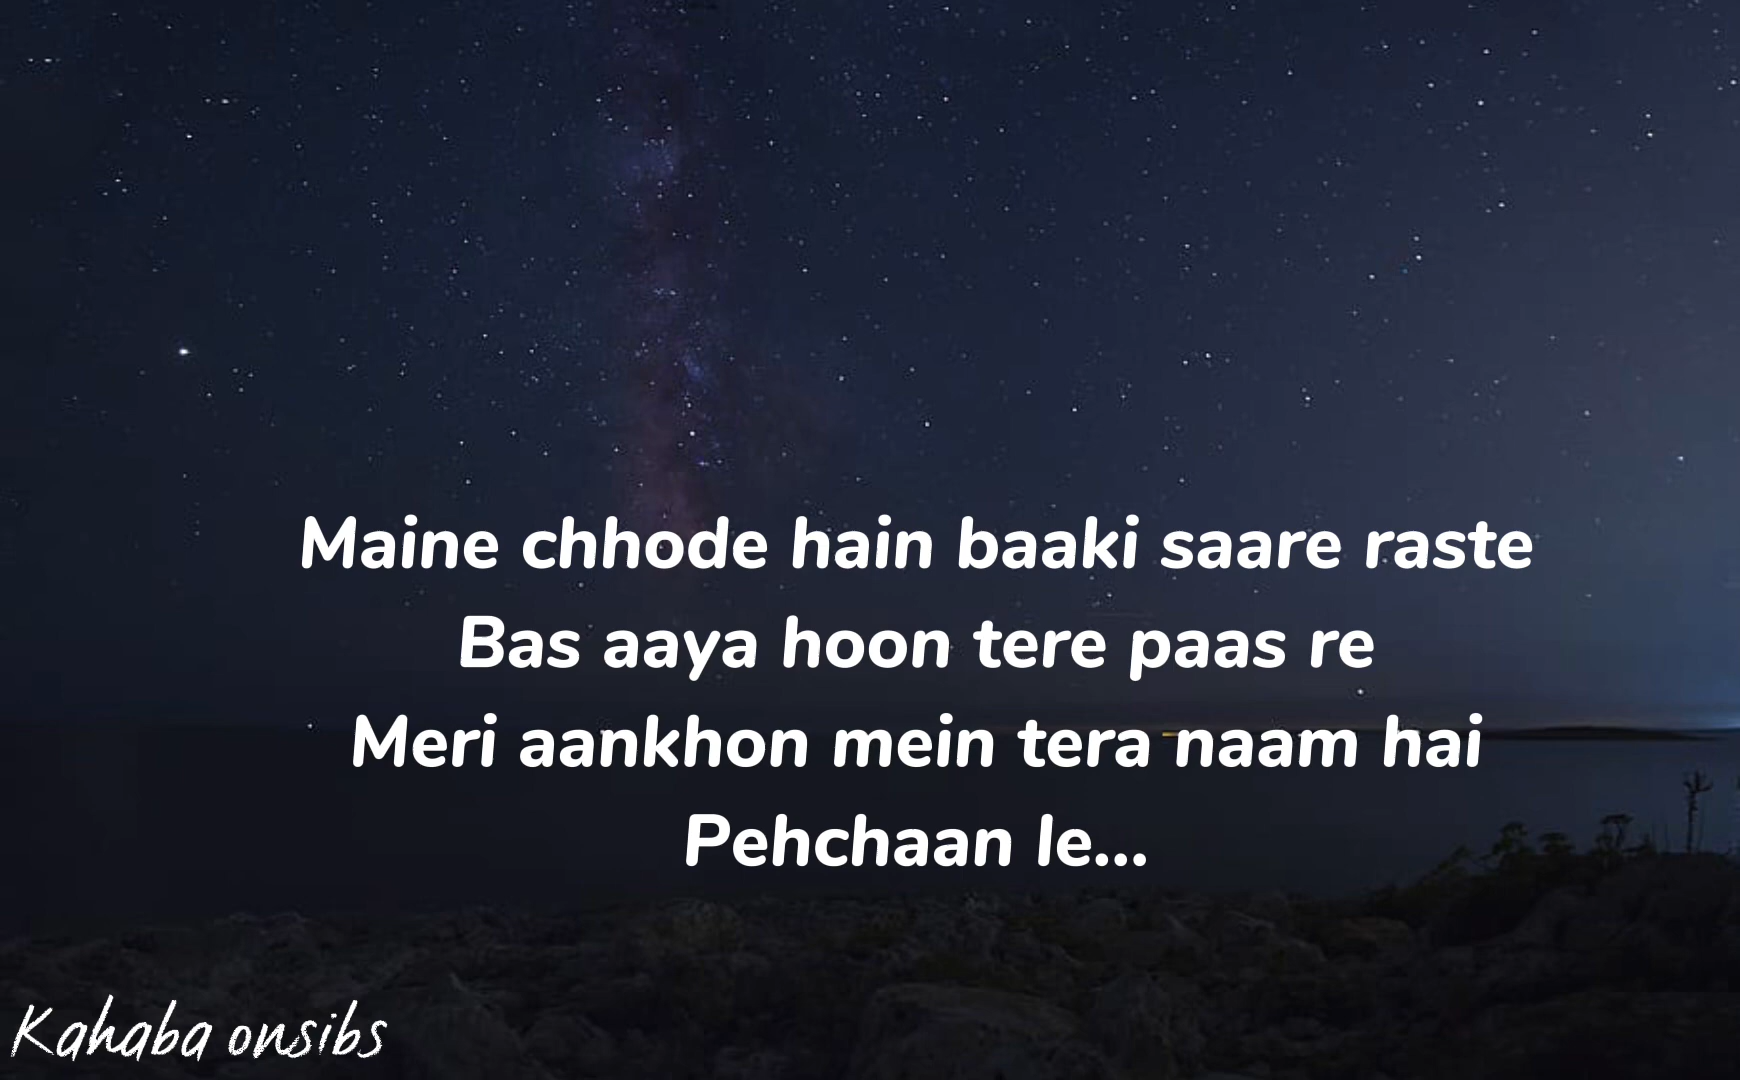 Maine chhode hain baaki saare raste
Bas aaya hoon tere paas re
Meri aankhon mein tera naam hai
Pehchaan le...
Kahaba onsibs